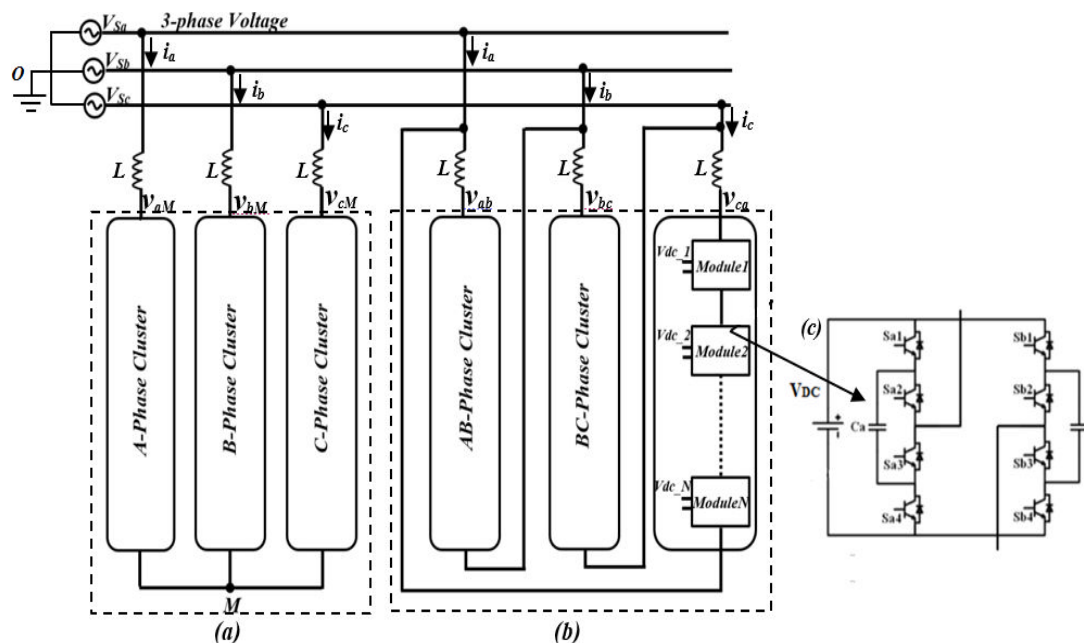 V_Sa 3-phase Voltage
i_a i_a
O V_Sb
i_b i_b
V_Sc
i_c i_c
L L L L L L
v_aM v_bM v_cM v_ab v_bc v_ca
A-Phase Cluster
B-Phase Cluster
C-Phase Cluster
AB-Phase Cluster
BC-Phase Cluster
Vdc_1
Module1
Vdc_2
Module2
Vdc_N
ModuleN
M
(a) (b)
(c)
Sa1 Sb1
Sa2 Sb2
VDC
Ca
Sa3 Sb3
Sa4 Sb4